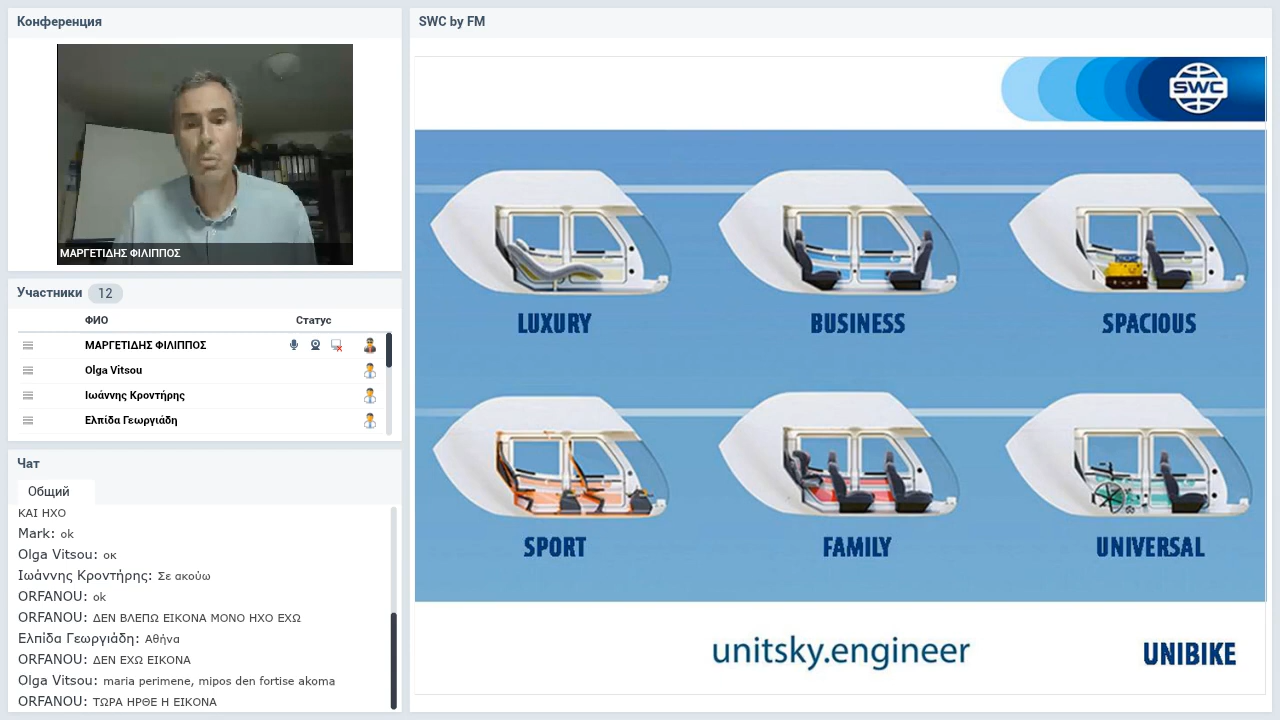 Конференция
ΜΑΡΓΕΤΙΔΗΣ ΦΙΛΙΠΠΟΣ
Участники 12
ФИО Статус
ΜΑΡΓΕΤΙΔΗΣ ΦΙΛΙΠΠΟΣ
Olga Vitsou
Ιωάννης Κροντήρης
Ελπίδα Γεωργιάδη
Чат
Общий
ΚΑΙ ΗΧΟ
Mark: ok
Olga Vitsou: οκ
Ιωάννης Κροντήρης: Σε ακούω
ORFANOU: ok
ORFANOU: ΔΕΝ ΒΛΕΠΩ ΕΙΚΟΝΑ ΜΟΝΟ ΗΧΟ ΕΧΩ
Ελπίδα Γεωργιάδη: Αθήνα
ORFANOU: ΔΕΝ ΕΧΩ ΕΙΚΟΝΑ
Olga Vitsou: maria perimene, mipos den fortise akoma
ORFANOU: ΤΩΡΑ ΗΡΘΕ Η ΕΙΚΟΝΑ
SWC by FM
SWC
LUXURY BUSINESS SPACIOUS
SPORT FAMILY UNIVERSAL
unitsky.engineer UNIBIKE